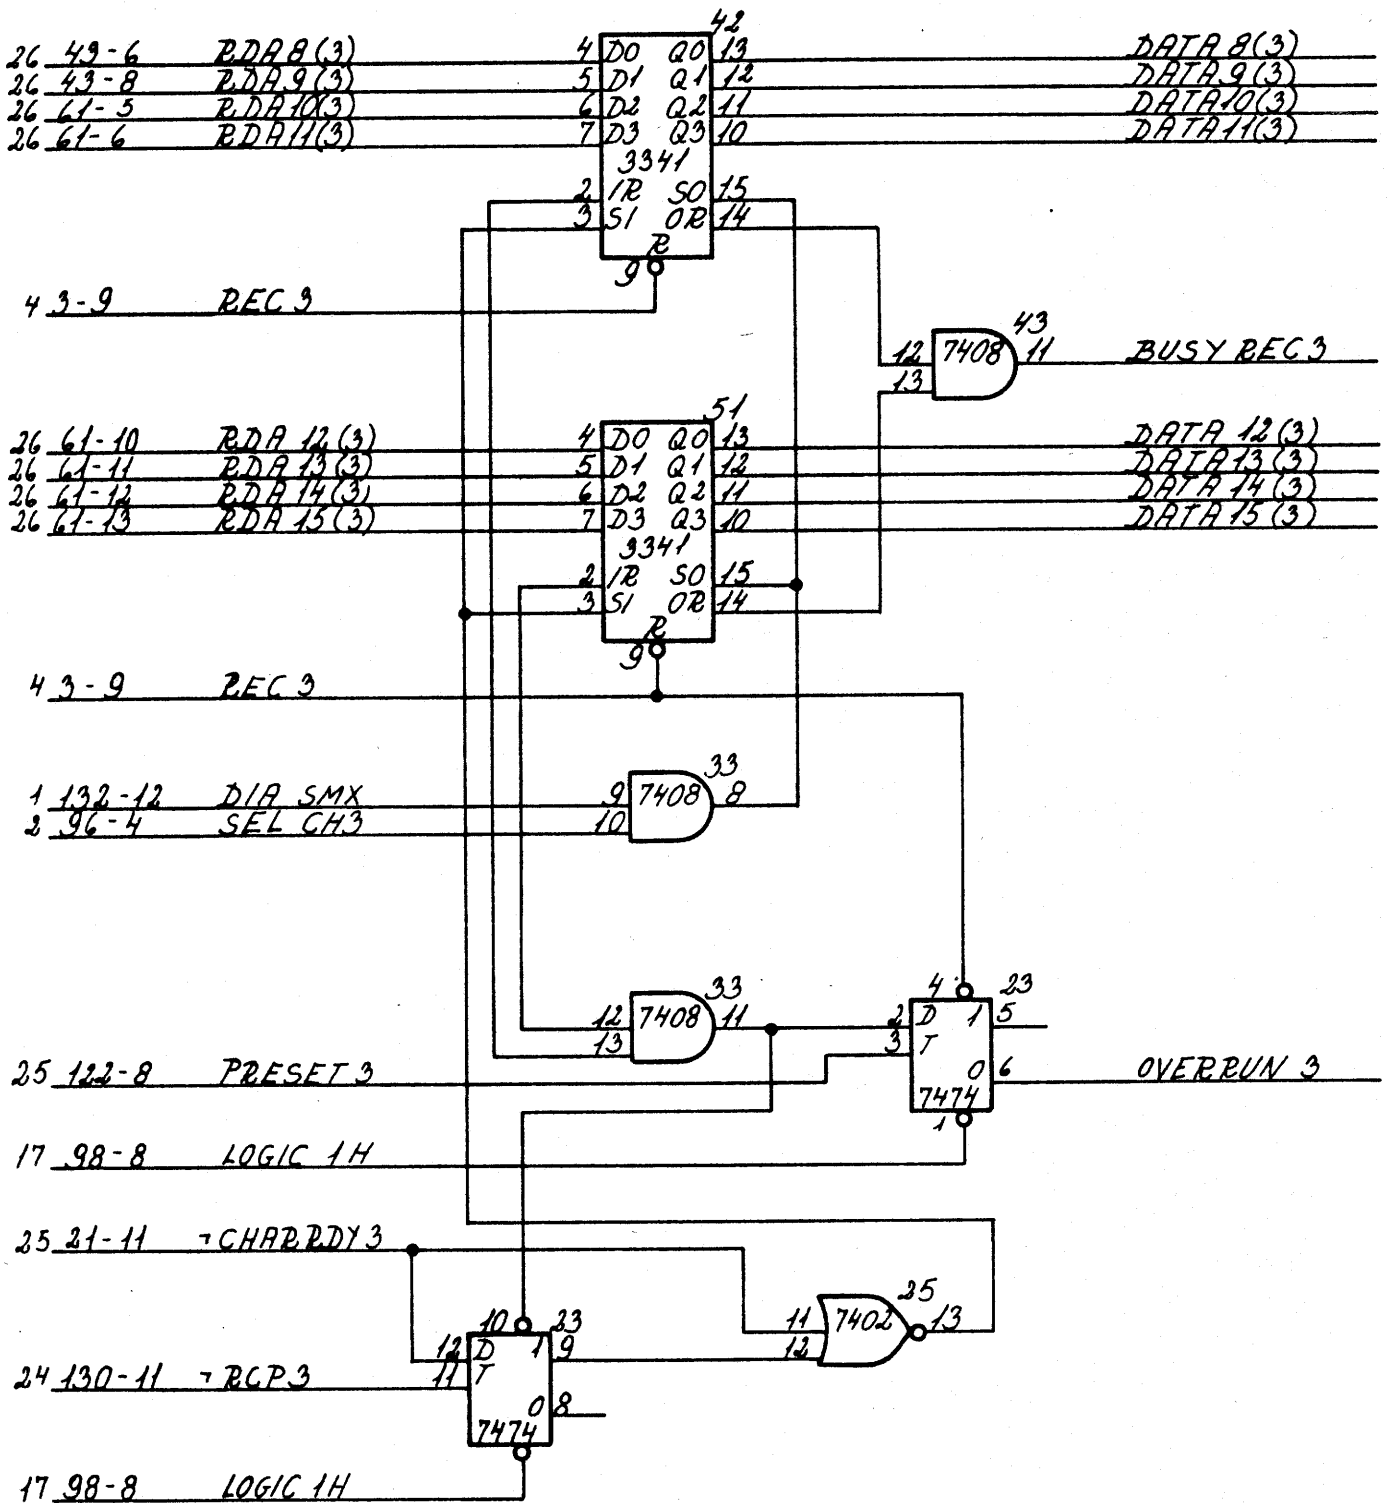 42
26 43-6 RDA8(3) 4 D0 Q0 13 DATA 8(3)
26 43-8 RDA9(3) 5 D1 Q1 12 DATA9(3)
26 61-5 RDA10(3) 6 D2 Q2 11 DATA10(3)
26 61-6 RDA11(3) 7 D3 Q3 10 DATA11(3)
3341
2 IR SO 15
3 SI OR 14
R
9
4 3-9 REC 3
43
12 7408 11 BUSY REC 3
13
51
26 61-10 RDA 12(3) 4 D0 Q0 13 DATA 12(3)
26 61-11 RDA 13(3) 5 D1 Q1 12 DATA 13(3)
26 61-12 RDA 14(3) 6 D2 Q2 11 DATA 14(3)
26 61-13 RDA 15(3) 7 D3 Q3 10 DATA 15(3)
3341
2 IR SO 15
3 SI OR 14
R
9
4 3-9 REC 3
33
1 132-12 DIA SMX 9 7408 8
2 96-4 SEL CH3 10
4 23
33
12 7408 11 2 D 1 5
13 3 T
25 122-8 PRESET 3 0 6 OVERRUN 3
7474
1
17 98-8 LOGIC 1H
25 21-11 ¬CHARRDY3
25
10 23 11 7402 13
12 D 1 9 12
24 130-11 ¬RCP3 11 T
0 8
7474
17 98-8 LOGIC 1H